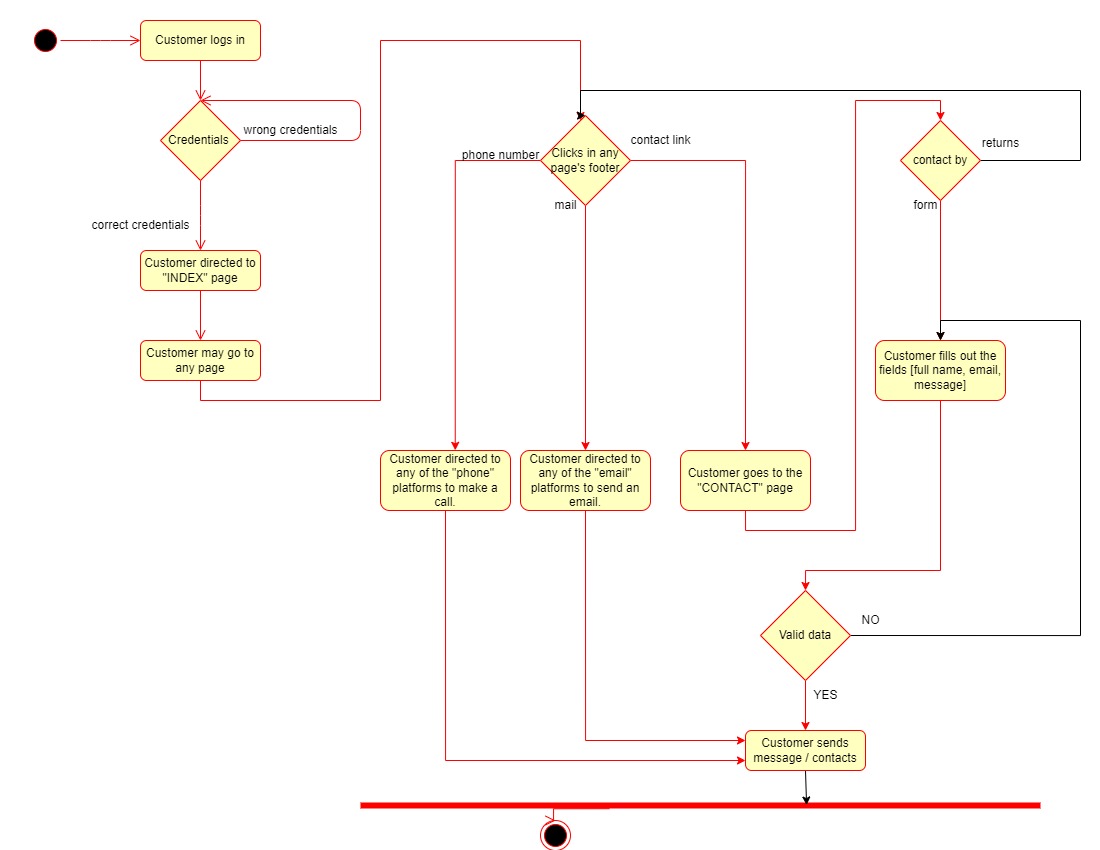 Customer logs in
Credentials
wrong credentials
correct credentials
Customer directed to
"INDEX" page
Customer may go to
any page
phone number
Clicks in any
page's footer
contact link
mail
contact by
returns
form
Customer fills out the
fields [full name, email,
message]
Customer directed to
any of the "phone"
platforms to make a
call.
Customer directed to
any of the "email"
platforms to send an
email.
Customer goes to the
"CONTACT" page
Valid data
NO
YES
Customer sends
message / contacts